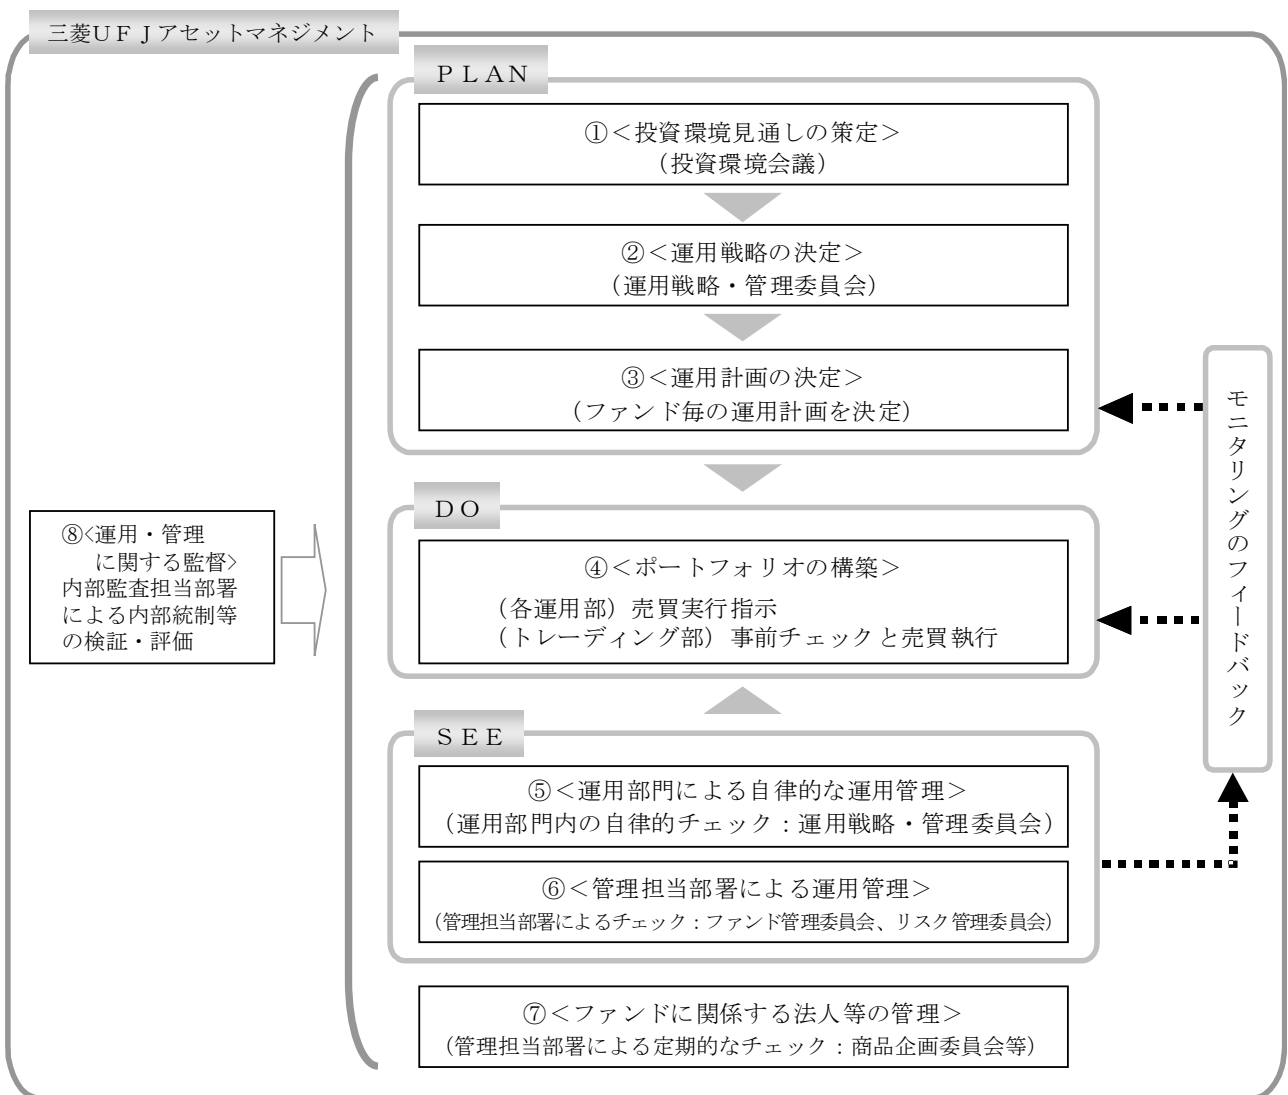 三菱ＵＦＪアセットマネジメント
ＰＬＡＮ
①＜投資環境見通しの策定＞
（投資環境会議）
②＜運用戦略の決定＞
（運用戦略・管理委員会）
③＜運用計画の決定＞
（ファンド毎の運用計画を決定）
ＤＯ
④＜ポートフォリオの構築＞
（各運用部）売買実行指示
（トレーディング部）事前チェックと売買執行
ＳＥＥ
⑤＜運用部門による自律的な運用管理＞
（運用部門内の自律的チェック：運用戦略・管理委員会）
⑥＜管理担当部署による運用管理＞
（管理担当部署によるチェック：ファンド管理委員会、リスク管理委員会）
⑦＜ファンドに関係する法人等の管理＞
（管理担当部署による定期的なチェック：商品企画委員会等）
⑧<運用・管理
に関する監督>
内部監査担当部署
による内部統制等
の検証・評価
モニタリングのフィードバック